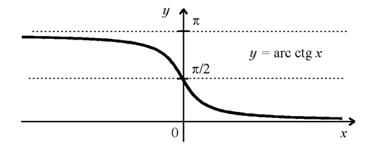 y
π
y = arc ctg x
π/2
0
x